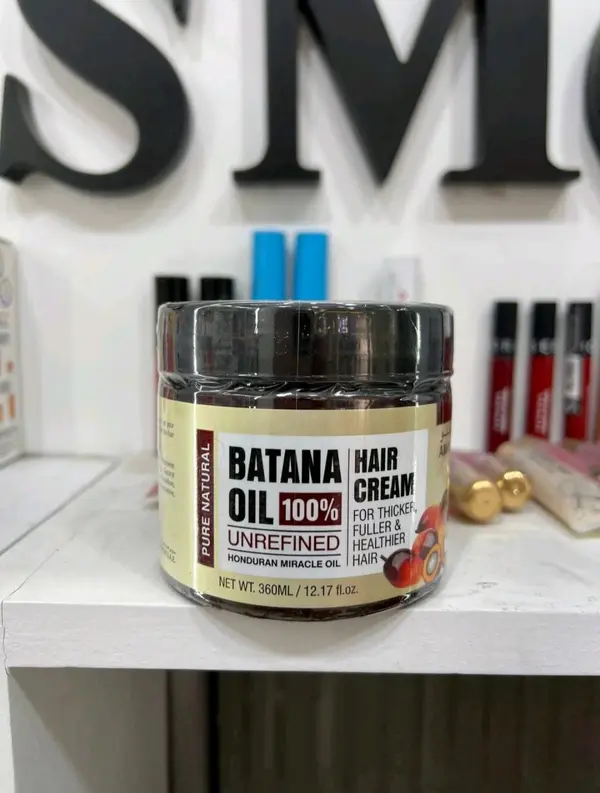 SM
PURE NATURAL
BATANA
OIL 100%
UNREFINED
HONDURAN MIRACLE OIL
HAIR
CREAM
FOR THICKER,
FULLER &
HEALTHIER
HAIR
NET WT. 360ML / 12.17 fl.oz.